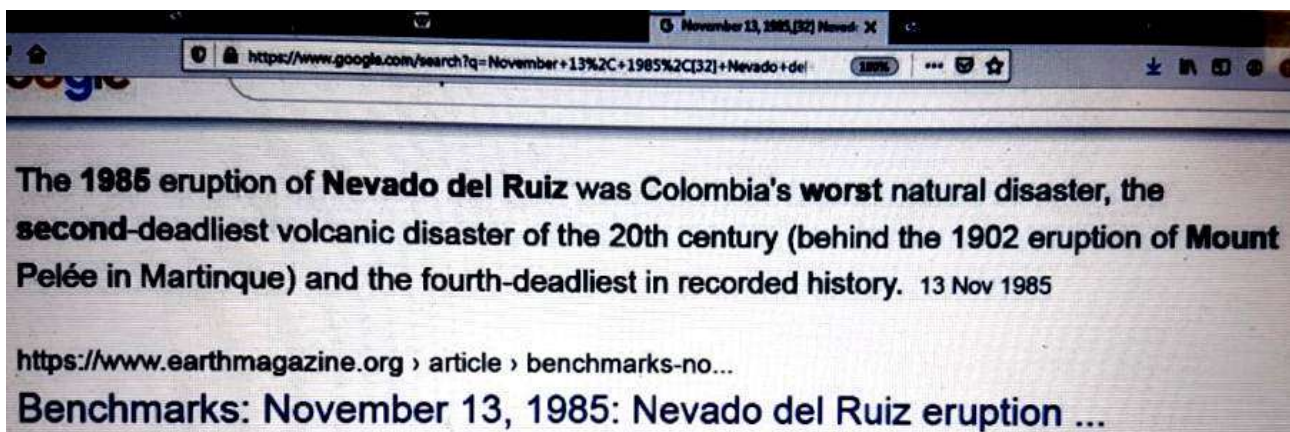 November 13, 1985,[32] Nevad
https://www.google.com/search?q=November+13%2C+1985%2C[32]+Nevado+del
100%
The 1985 eruption of Nevado del Ruiz was Colombia's worst natural disaster, the
second-deadliest volcanic disaster of the 20th century (behind the 1902 eruption of Mount
Pelée in Martinque) and the fourth-deadliest in recorded history. 13 Nov 1985
https://www.earthmagazine.org › article › benchmarks-no...
Benchmarks: November 13, 1985: Nevado del Ruiz eruption ...